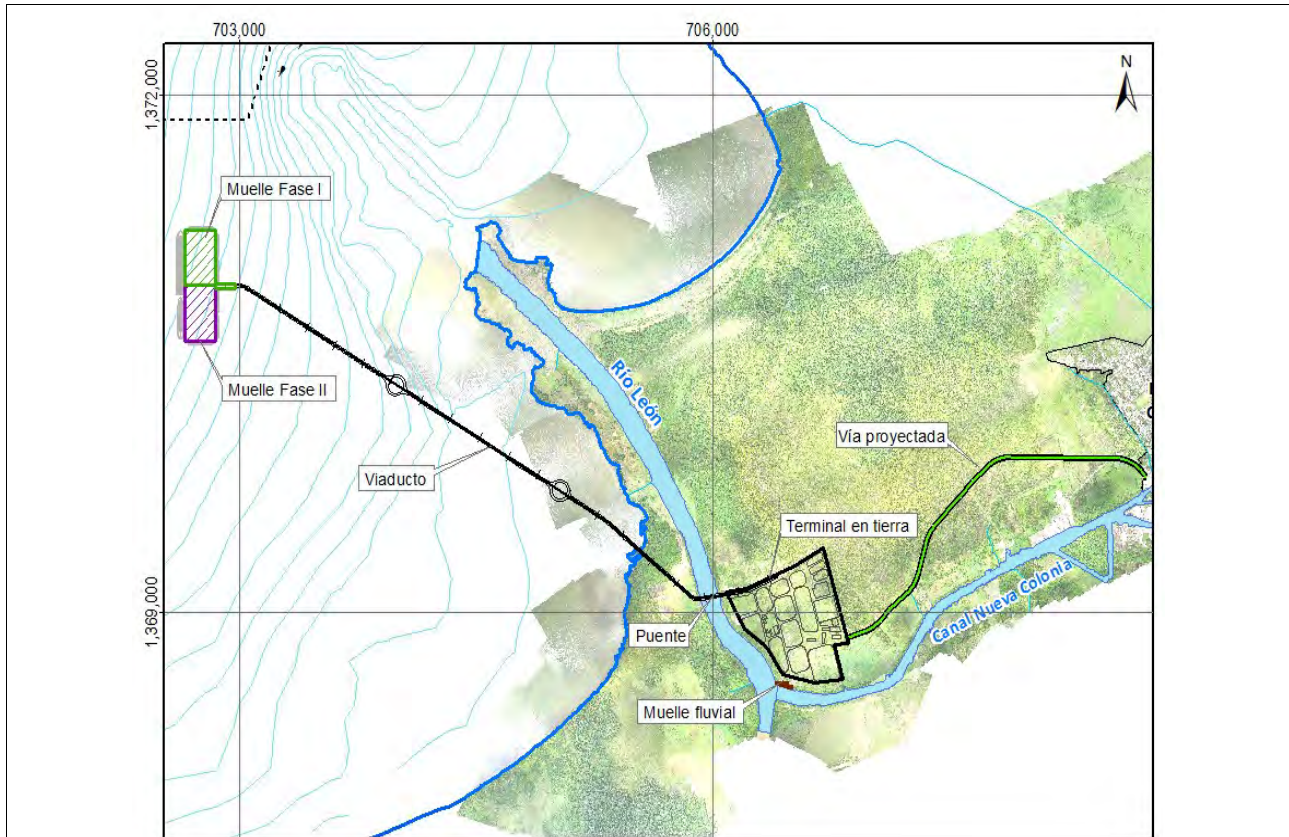 703,000
706,000
N
1,372,000
Muelle Fase I
Muelle Fase II
Río León
Vía proyectada
Viaducto
Terminal en tierra
1,369,000
Canal Nueva Colonia
Puente
Muelle fluvial